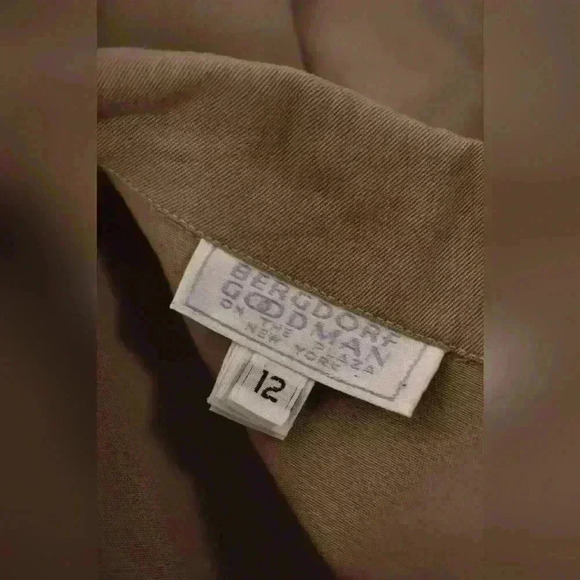 BERGDORF
GOODMAN
ON THE PLAZA
NEW YORK
12